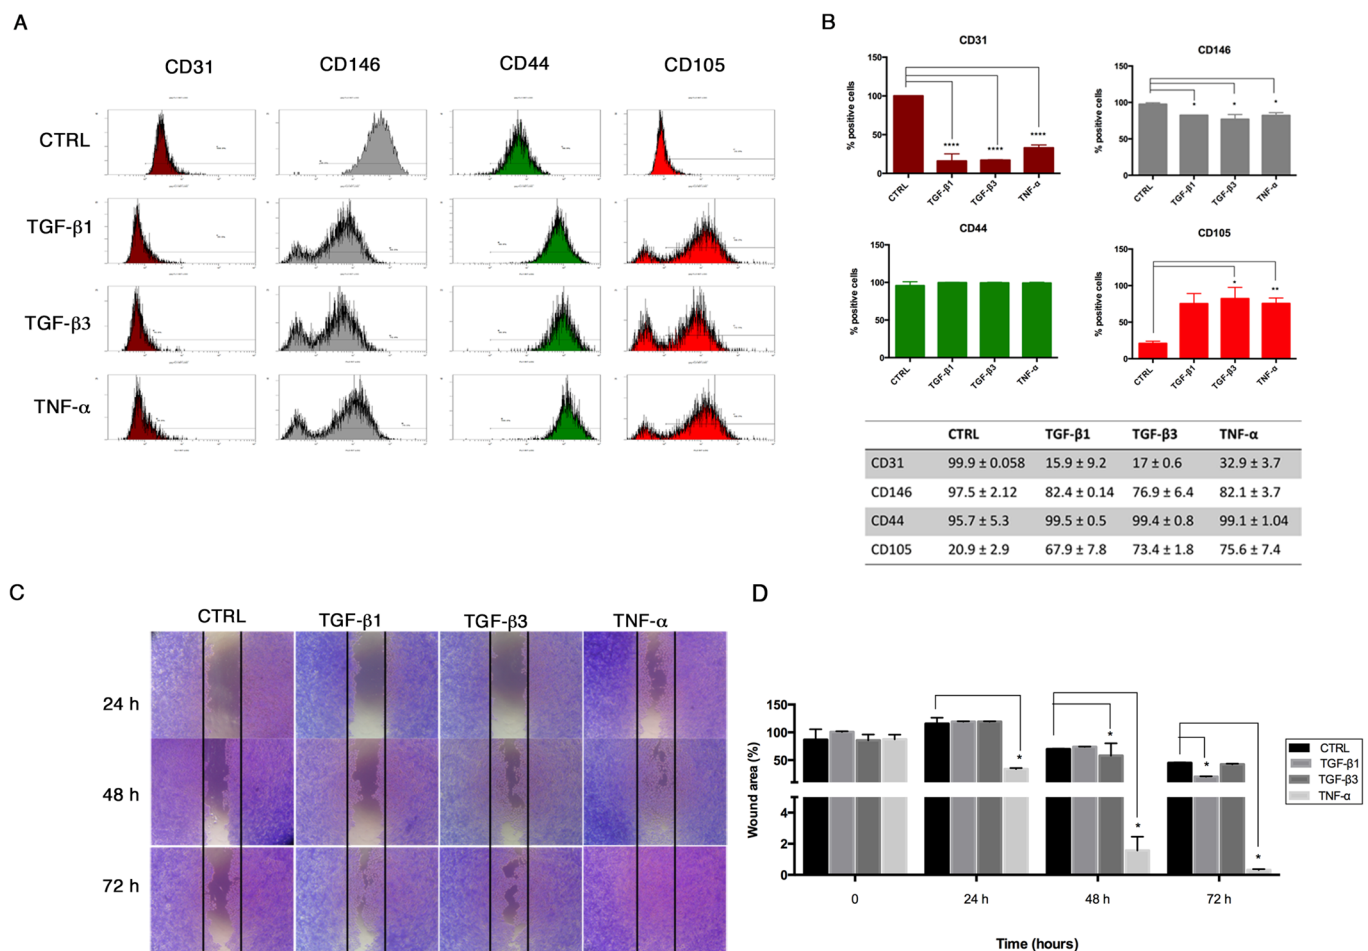 A
CD31 CD146 CD44 CD105
CTRL
TGF-β1
TGF-β3
TNF-α
B
CD31
% positive cells
150
100
50
0
CTRL TGF-β1 TGF-β3 TNF-α
**** **** ****
CD146
% positive cells
150
100
50
0
CTRL TGF-β1 TGF-β3 TNF-α
* * *
CD44
% positive cells
150
100
50
0
CTRL TGF-β1 TGF-β3 TNF-α
CD105
% positive cells
150
100
50
0
CTRL TGF-β1 TGF-β3 TNF-α
* **
CTRL TGF-β1 TGF-β3 TNF-α
CD31 99.9 ± 0.058 15.9 ± 9.2 17 ± 0.6 32.9 ± 3.7
CD146 97.5 ± 2.12 82.4 ± 0.14 76.9 ± 6.4 82.1 ± 3.7
CD44 95.7 ± 5.3 99.5 ± 0.5 99.4 ± 0.8 99.1 ± 1.04
CD105 20.9 ± 2.9 67.9 ± 7.8 73.4 ± 1.8 75.6 ± 7.4
C
CTRL TGF-β1 TGF-β3 TNF-α
24 h
48 h
72 h
D
Wound area (%)
150
100
50
6
4
2
0
* * * * *
0 24 h 48 h 72 h
Time (hours)
CTRL
TGF-β1
TGF-β3
TNF-α